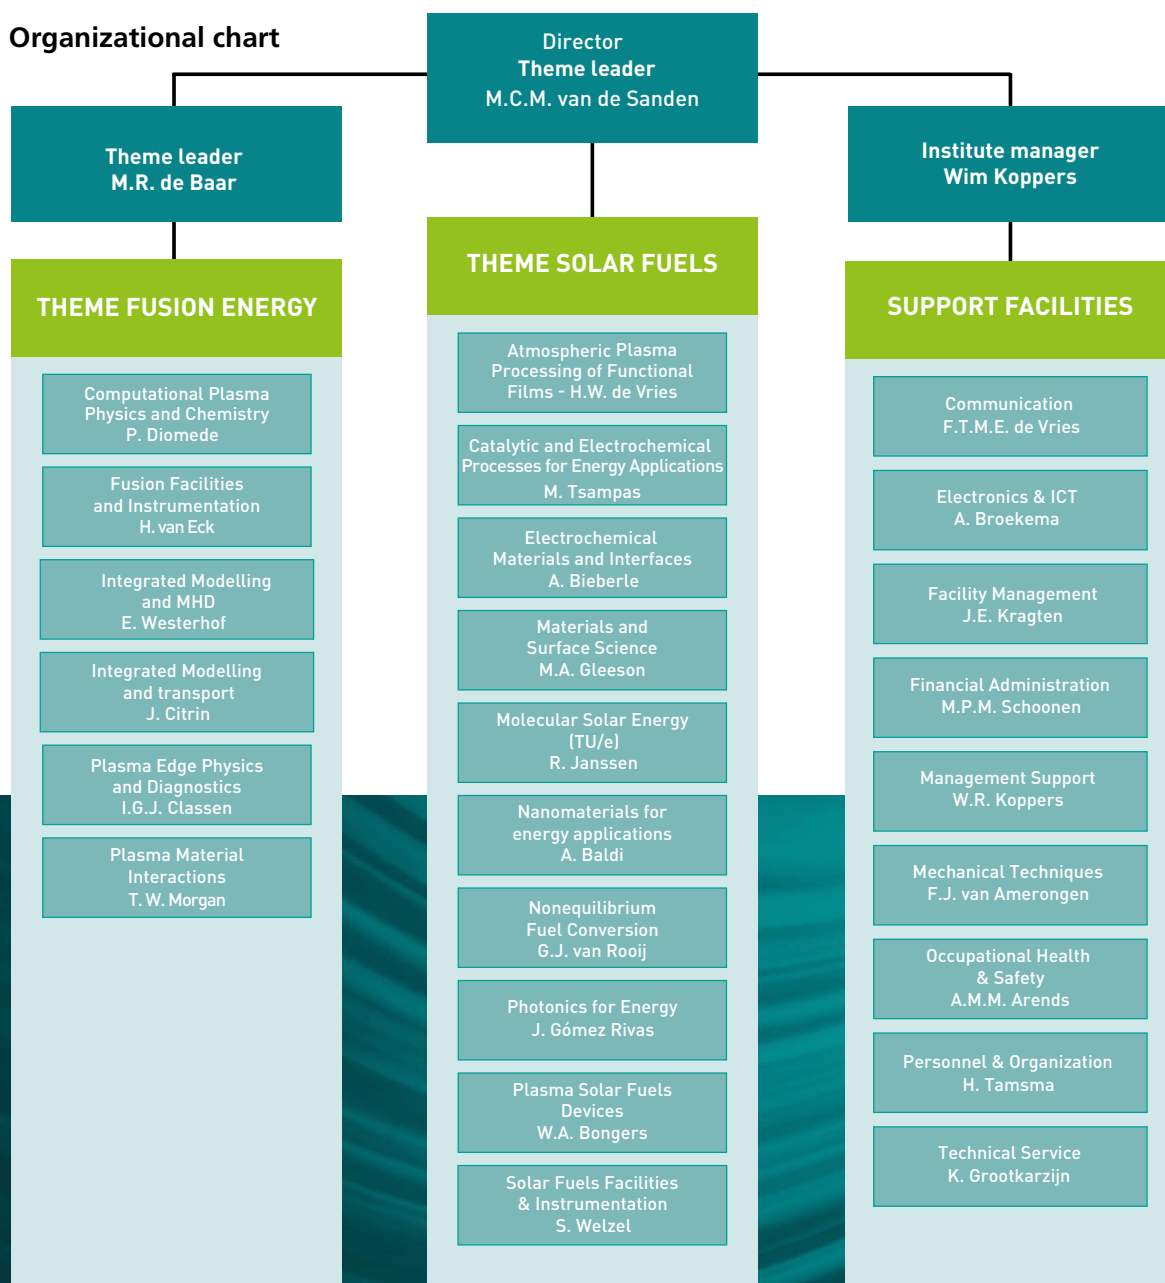 Organizational chart
Director
Theme leader
M.C.M. van de Sanden
Theme leader
M.R. de Baar
Institute manager
Wim Koppers
THEME FUSION ENERGY
Computational Plasma
Physics and Chemistry
P. Diomede
Fusion Facilities
and Instrumentation
H. van Eck
Integrated Modelling
and MHD
E. Westerhof
Integrated Modelling
and transport
J. Citrin
Plasma Edge Physics
and Diagnostics
I.G.J. Classen
Plasma Material
Interactions
T. W. Morgan
THEME SOLAR FUELS
Atmospheric Plasma
Processing of Functional
Films - H.W. de Vries
Catalytic and Electrochemical
Processes for Energy Applications
M. Tsampas
Electrochemical
Materials and Interfaces
A. Bieberle
Materials and
Surface Science
M.A. Gleeson
Molecular Solar Energy
(TU/e)
R. Janssen
Nanomaterials for
energy applications
A. Baldi
Nonequilibrium
Fuel Conversion
G.J. van Rooij
Photonics for Energy
J. Gómez Rivas
Plasma Solar Fuels
Devices
W.A. Bongers
Solar Fuels Facilities
& Instrumentation
S. Welzel
SUPPORT FACILITIES
Communication
F.T.M.E. de Vries
Electronics & ICT
A. Broekema
Facility Management
J.E. Kragten
Financial Administration
M.P.M. Schoonen
Management Support
W.R. Koppers
Mechanical Techniques
F.J. van Amerongen
Occupational Health
& Safety
A.M.M. Arends
Personnel & Organization
H. Tamsma
Technical Service
K. Grootkarzijn